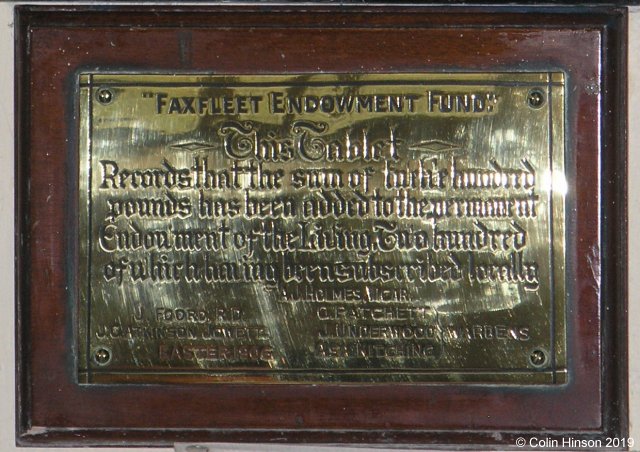 "FAXFLEET ENDOWMENT FUND."
This Tablet
Records that the sum of twelve hundred
pounds has been added to the permanent
Endowment of the Living, Two hundred
of which having been subscribed locally
HOLMES, VICAR.
J. FOORD, R.D. C. PATCHETT
J. UNDERWOOD WARDENS
EASTER 1906 KITCHING
© Colin Hinson 2019